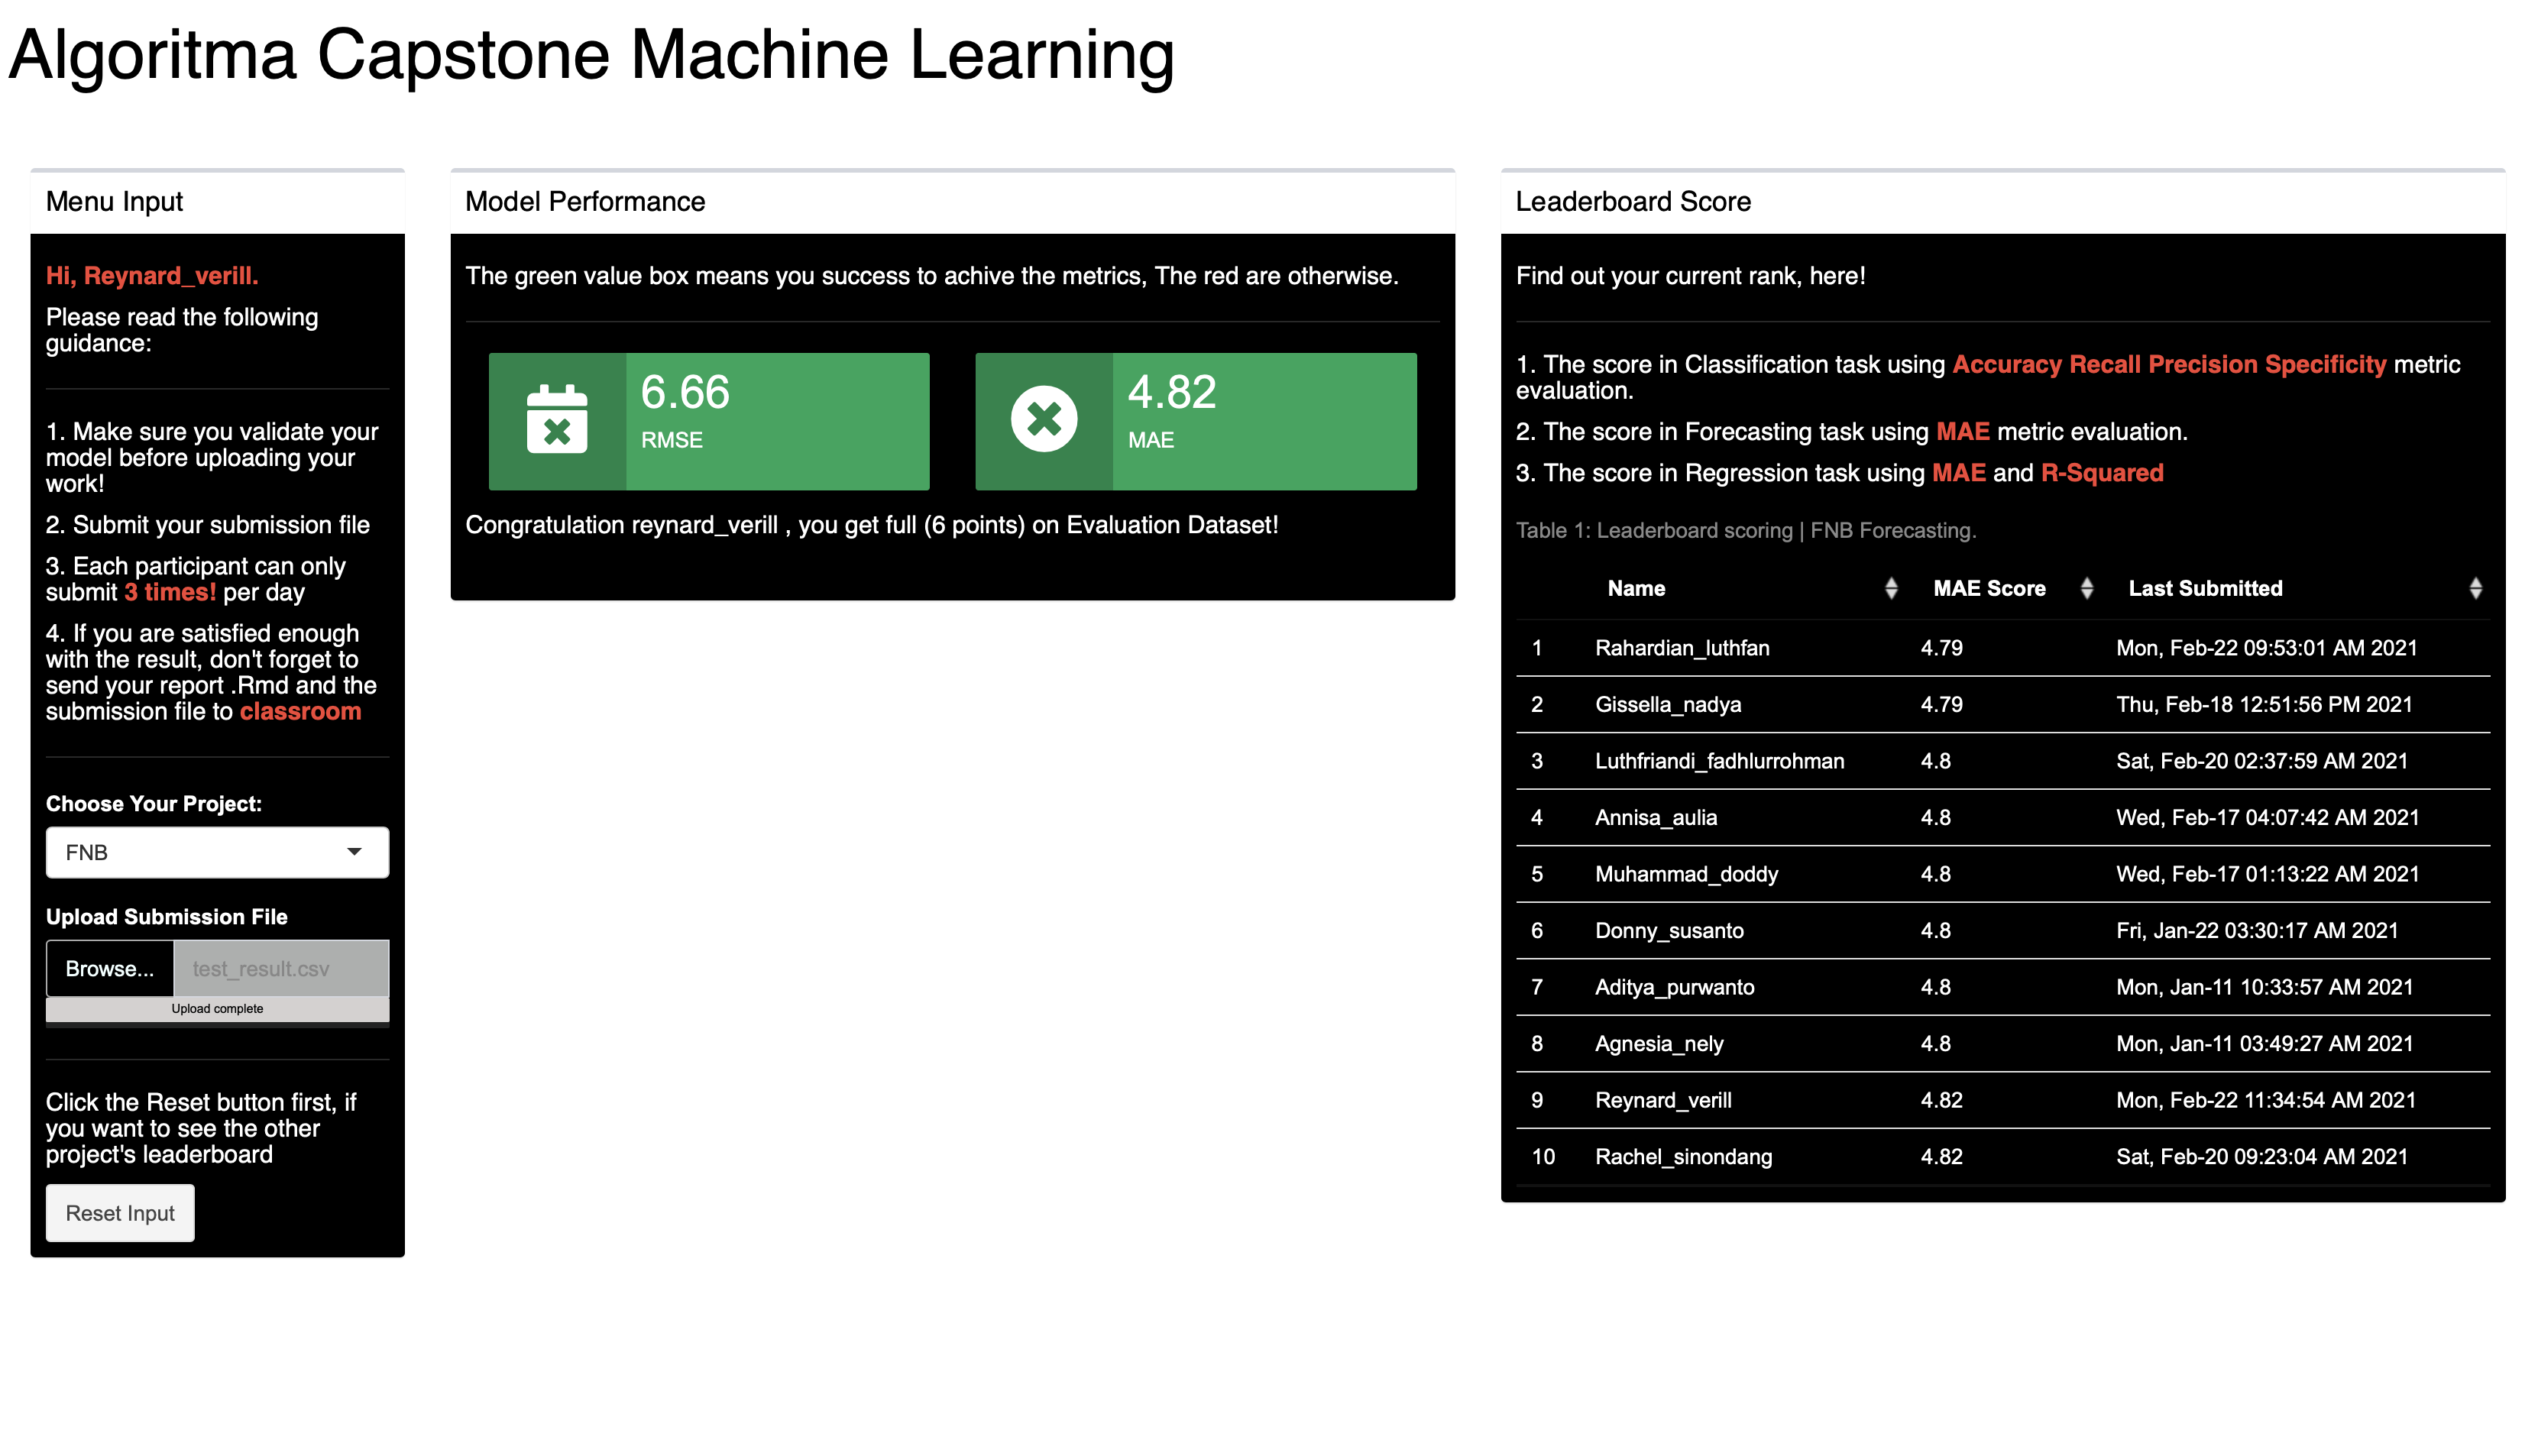 Algoritma Capstone Machine Learning
Menu Input
Hi, Reynard_verill.
Please read the following
guidance:
1. Make sure you validate your
model before uploading your
work!
2. Submit your submission file
3. Each participant can only
submit 3 times! per day
4. If you are satisfied enough
with the result, don't forget to
send your report .Rmd and the
submission file to classroom
Choose Your Project:
FNB
Upload Submission File
Browse... test_result.csv
Upload complete
Click the Reset button first, if
you want to see the other
project's leaderboard
Reset Input
Model Performance
The green value box means you success to achive the metrics, The red are otherwise.
6.66
RMSE
4.82
MAE
Congratulation reynard_verill , you get full (6 points) on Evaluation Dataset!
Leaderboard Score
Find out your current rank, here!
1. The score in Classification task using Accuracy Recall Precision Specificity metric
evaluation.
2. The score in Forecasting task using MAE metric evaluation.
3. The score in Regression task using MAE and R-Squared
Table 1: Leaderboard scoring | FNB Forecasting.
Name MAE Score Last Submitted
1 Rahardian_luthfan 4.79 Mon, Feb-22 09:53:01 AM 2021
2 Gissella_nadya 4.79 Thu, Feb-18 12:51:56 PM 2021
3 Luthfriandi_fadhlurrohman 4.8 Sat, Feb-20 02:37:59 AM 2021
4 Annisa_aulia 4.8 Wed, Feb-17 04:07:42 AM 2021
5 Muhammad_doddy 4.8 Wed, Feb-17 01:13:22 AM 2021
6 Donny_susanto 4.8 Fri, Jan-22 03:30:17 AM 2021
7 Aditya_purwanto 4.8 Mon, Jan-11 10:33:57 AM 2021
8 Agnesia_nely 4.8 Mon, Jan-11 03:49:27 AM 2021
9 Reynard_verill 4.82 Mon, Feb-22 11:34:54 AM 2021
10 Rachel_sinondang 4.82 Sat, Feb-20 09:23:04 AM 2021